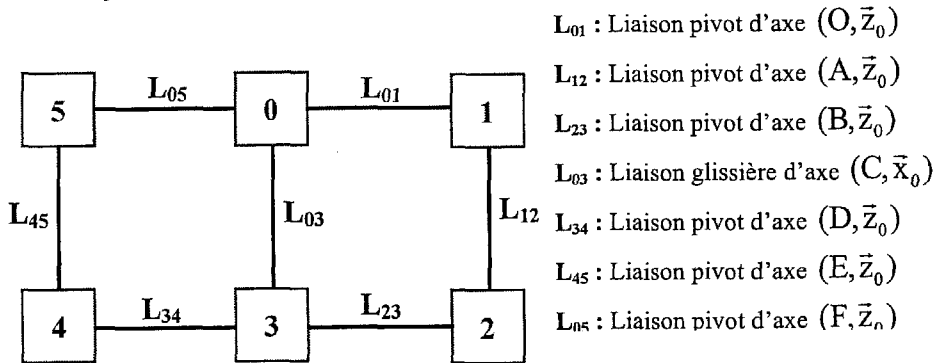 L₀₁ : Liaison pivot d'axe (O, z⃗₀)
L₁₂ : Liaison pivot d'axe (A, z⃗₀)
L₂₃ : Liaison pivot d'axe (B, z⃗₀)
L₀₃ : Liaison glissière d'axe (C, x⃗₀)
L₃₄ : Liaison pivot d'axe (D, z⃗₀)
L₄₅ : Liaison pivot d'axe (E, z⃗₀)
L₀₅ : Liaison pivot d'axe (F, z⃗₀)
L₀₅ L₀₁
5 0 1
L₄₅ L₀₃ L₁₂
L₃₄ L₂₃
4 3 2